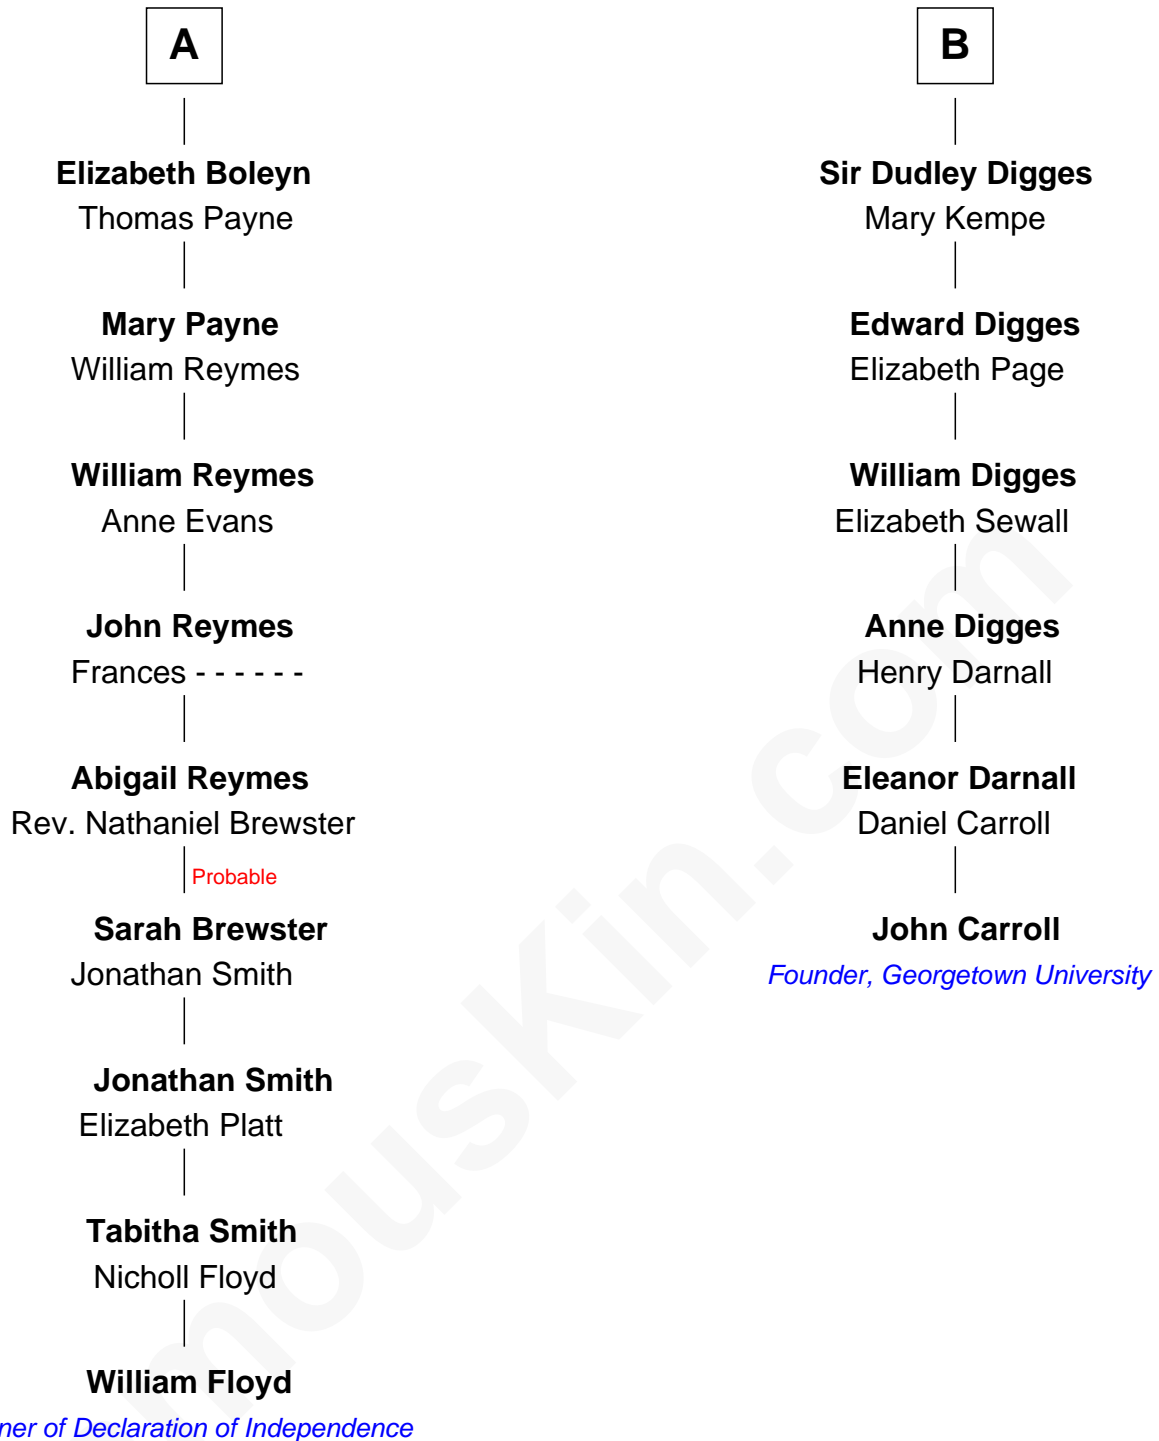 A
Elizabeth Boleyn
Thomas Payne
Mary Payne
William Reymes
William Reymes
Anne Evans
John Reymes
Frances - - - - - -
Abigail Reymes
Rev. Nathaniel Brewster
Probable
Sarah Brewster
Jonathan Smith
Jonathan Smith
Elizabeth Platt
Tabitha Smith
Nicholl Floyd
William Floyd
ner of Declaration of Independence
B
Sir Dudley Digges
Mary Kempe
Edward Digges
Elizabeth Page
William Digges
Elizabeth Sewall
Anne Digges
Henry Darnall
Eleanor Darnall
Daniel Carroll
John Carroll
Founder, Georgetown University
mouskin.com